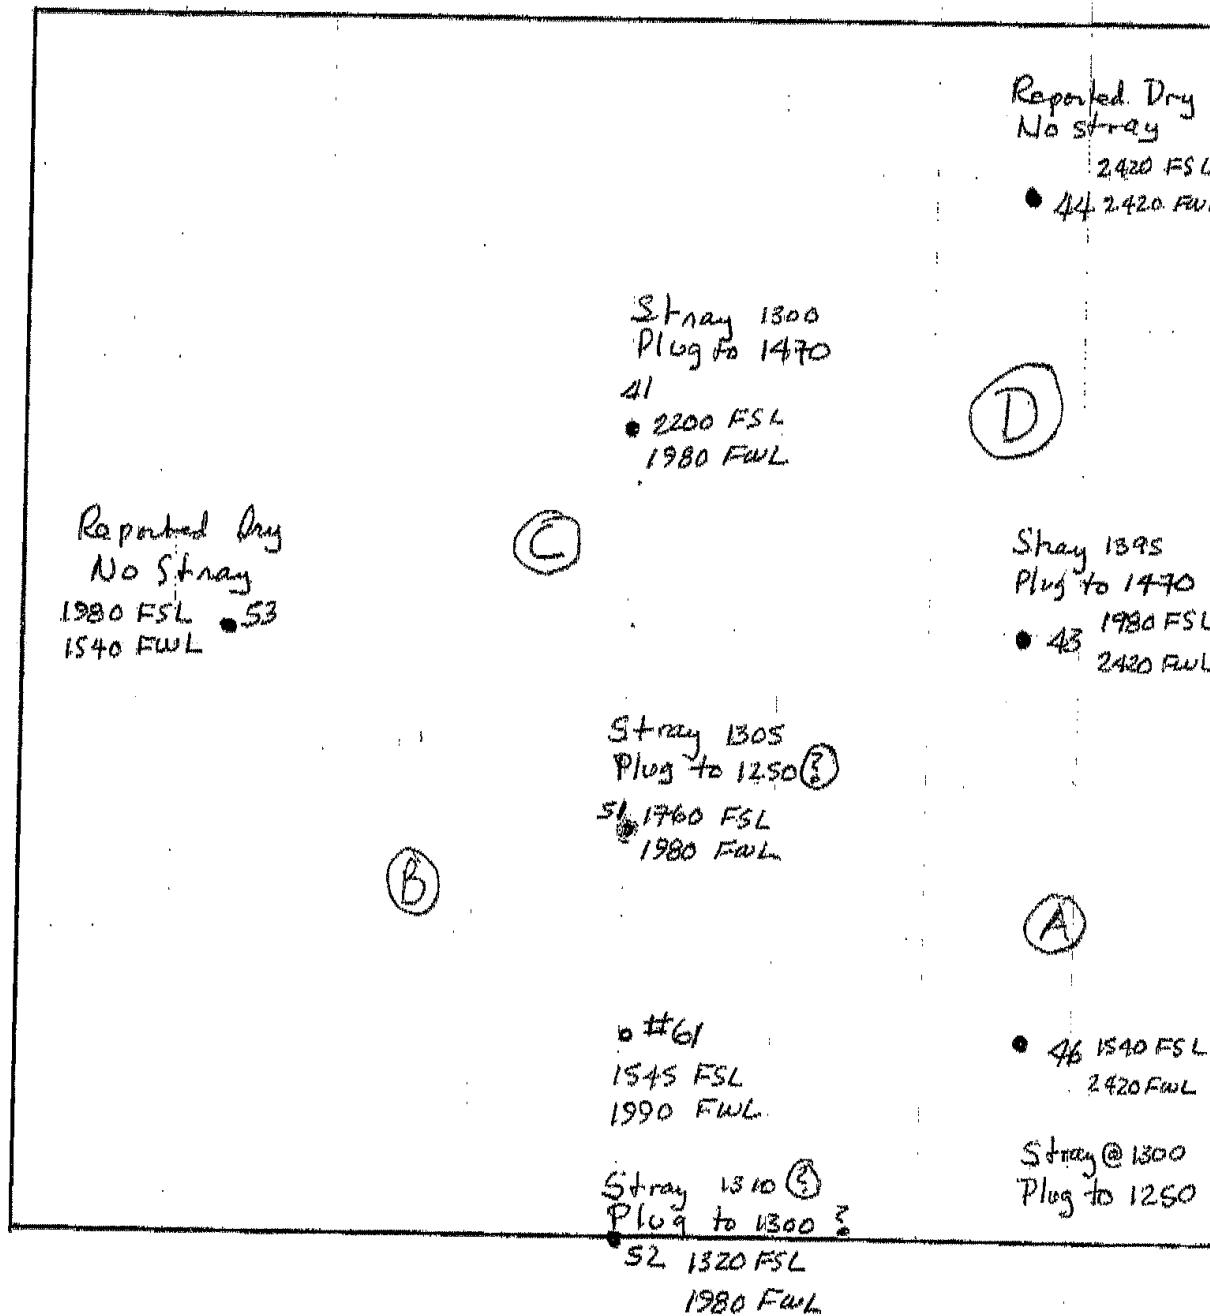 Reported Dry
No stray
2420 FSL
44 2420 FWL
Stray 1300
Plug to 1470
41
2200 FSL
1980 FWL
D
C
Reported Dry
No Stray
1980 FSL
53
1540 FWL
Stray 1395
Plug to 1470
1980 FSL
43
2420 FWL
Stray 1305
Plug to 1250 ?
51 1760 FSL
1980 FWL
B
A
#61
1545 FSL
1990 FWL
46 1540 FSL
2420 FWL
Stray @ 1300
Plug to 1250
Stray 1310 ?
Plug to 1300 ?
52 1320 FSL
1980 FWL